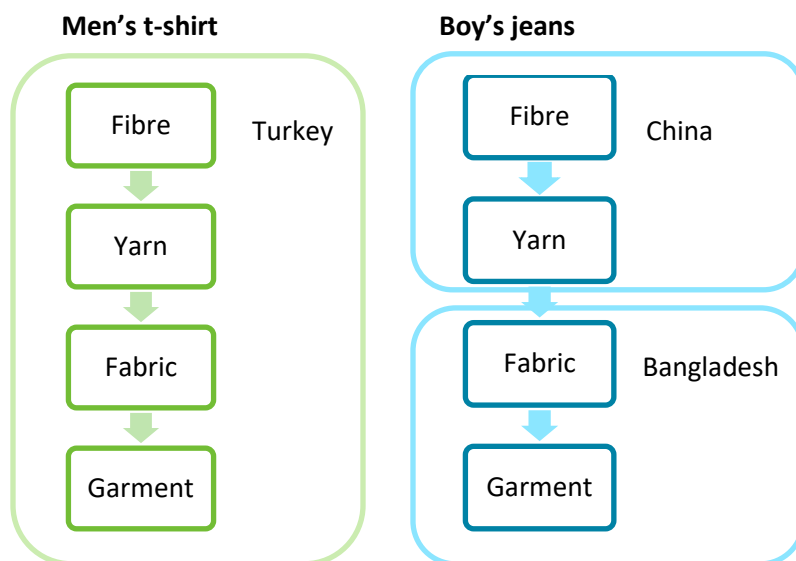 Men’s t-shirt
Fibre
Turkey
Yarn
Fabric
Garment
Boy’s jeans
Fibre
China
Yarn
Fabric
Bangladesh
Garment